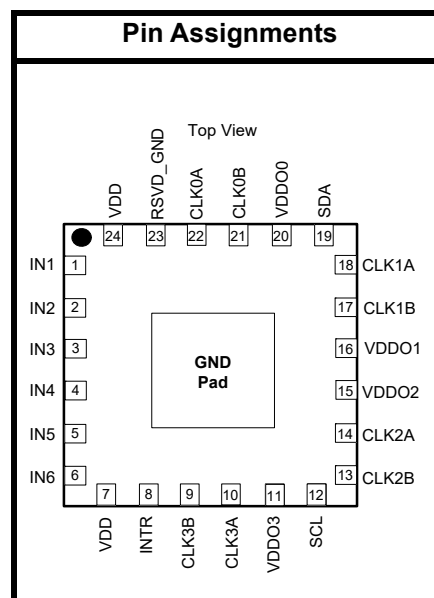 Pin Assignments
Top View
VDD
RSVD_GND
CLK0A
CLK0B
VDDO0
SDA
24
23
22
21
20
19
IN1
1
18
CLK1A
IN2
2
17
CLK1B
IN3
3
16
VDDO1
GND
Pad
IN4
4
15
VDDO2
IN5
5
14
CLK2A
IN6
6
13
CLK2B
7
8
9
10
11
12
VDD
INTR
CLK3B
CLK3A
VDDO3
SCL